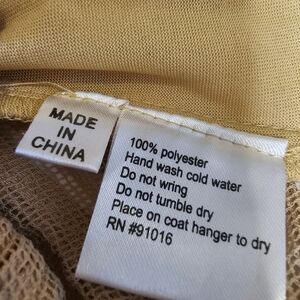 MADE
IN
CHINA
100% polyester
Hand wash cold water
Do not wring
Do not tumble dry
Place on coat hanger to dry
RN #91016